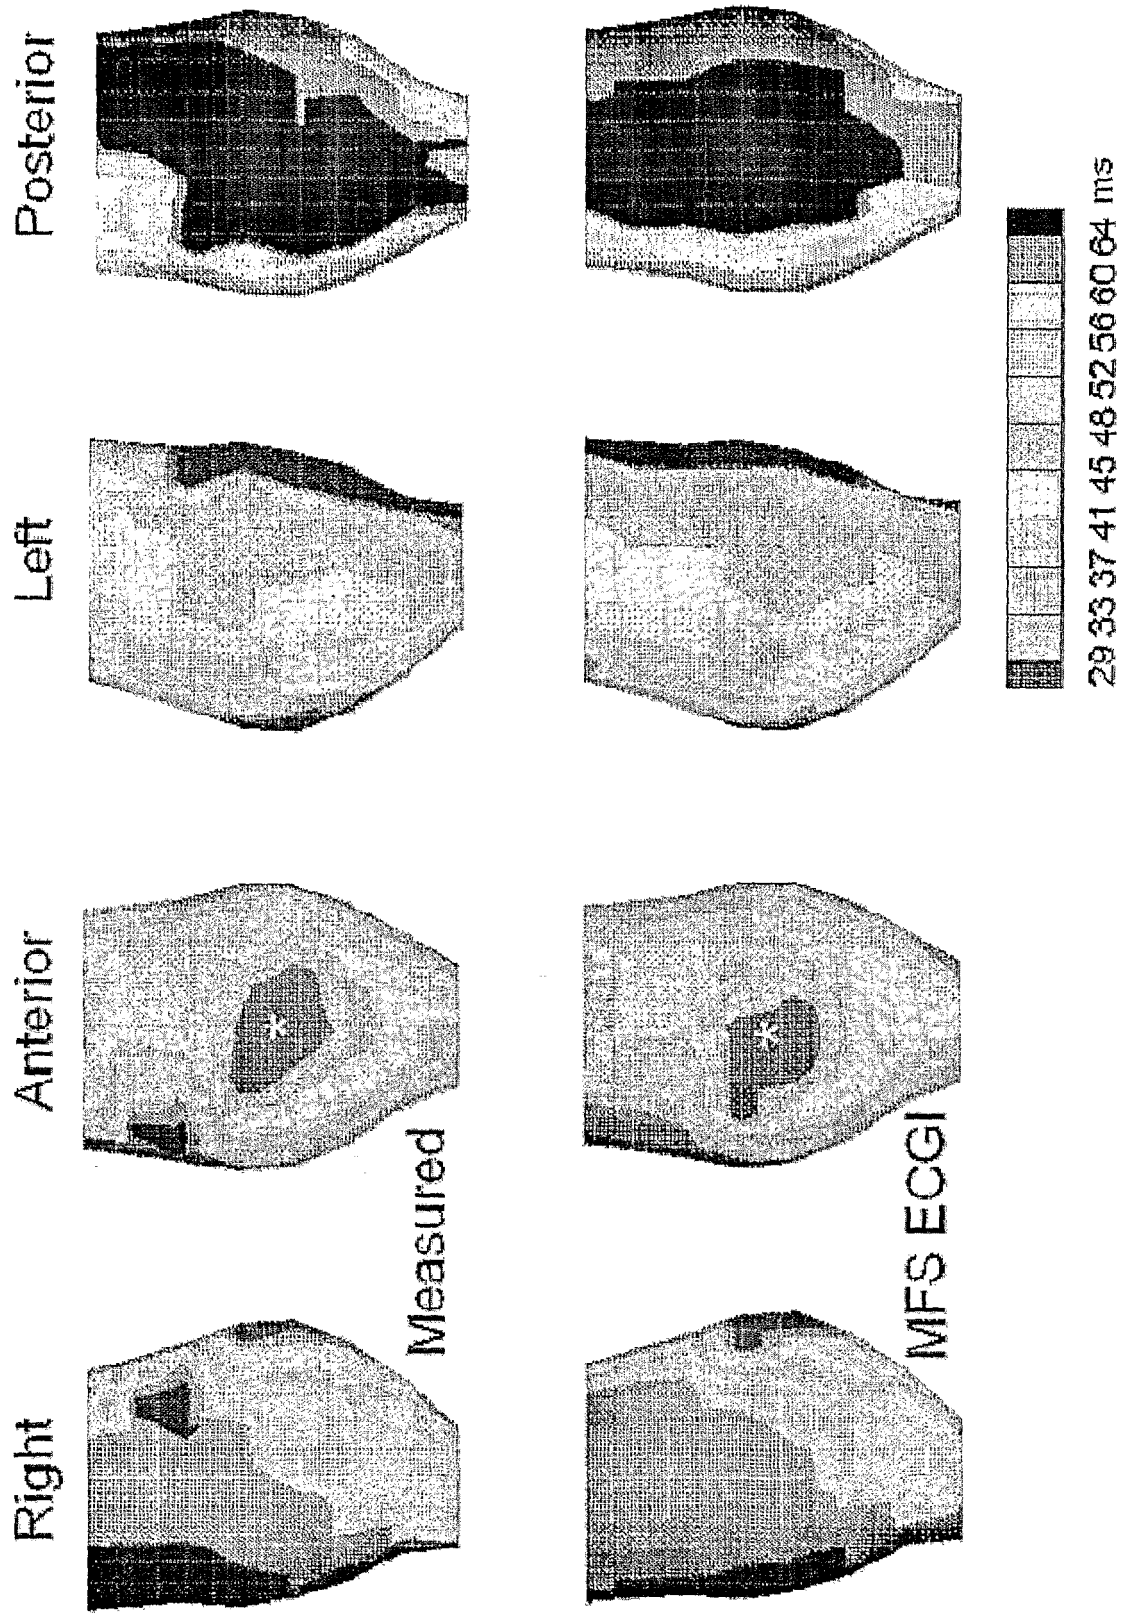 Right Anterior Left Posterior
*
Measured
*
MFS ECGI
29 33 37 41 45 48 52 56 60 64 ms